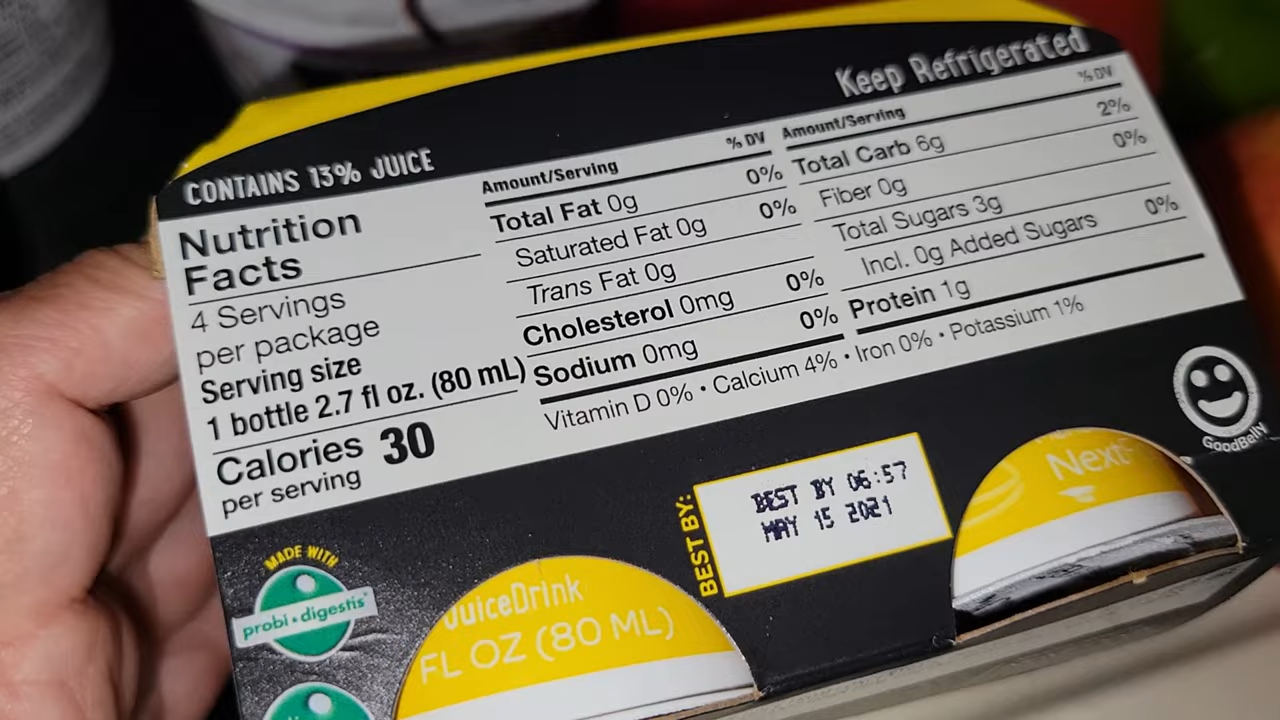 Keep Refrigerated
CONTAINS 13% JUICE
Nutrition
Facts
4 Servings
per package
Serving size
1 bottle 2.7 fl oz. (80 mL)
Calories 30
per serving
Amount/Serving % DV
Total Fat 0g 0%
Saturated Fat 0g 0%
Trans Fat 0g
Cholesterol 0mg 0%
Sodium 0mg 0%
Amount/Serving % DV
Total Carb 6g 2%
Fiber 0g 0%
Total Sugars 3g
Incl. 0g Added Sugars 0%
Protein 1g
Vitamin D 0% • Calcium 4% • Iron 0% • Potassium 1%
MADE WITH
probi•digestis®
JuiceDrink
FL OZ (80 ML)
BEST BY:
BEST BY 06:57
MAY 15 2021
Next
GoodBelly